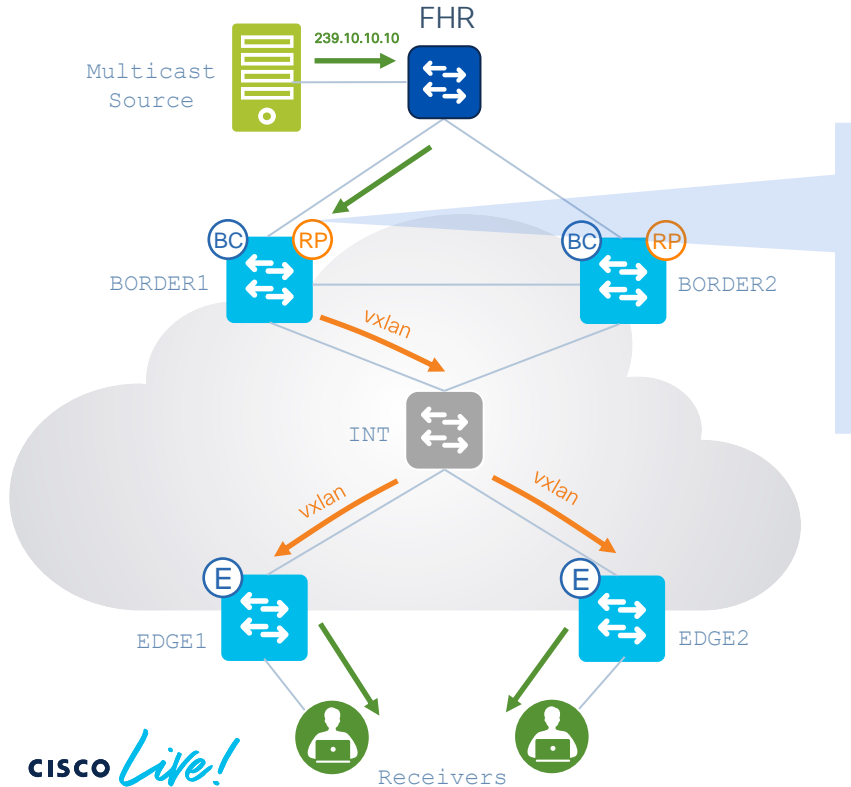 FHR
239.10.10.10
Multicast
Source
BC
RP
BC
RP
BORDER1
BORDER2
vxlan
INT
vxlan
vxlan
E
E
EDGE1
EDGE2
Receivers
CISCO Live!